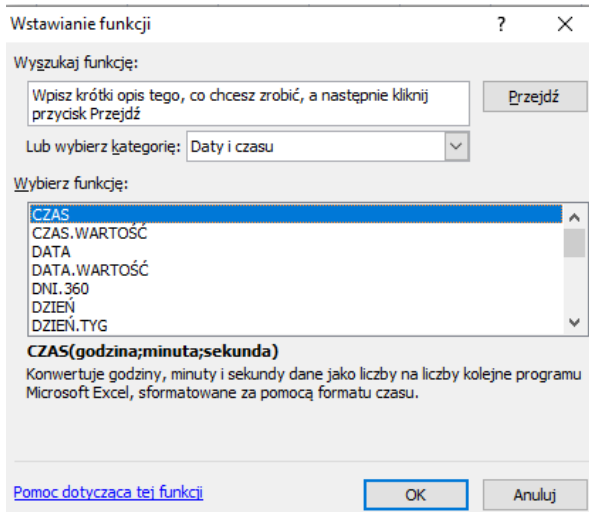 Wstawianie funkcji ? ×
Wyszukaj funkcję:
Wpisz krótki opis tego, co chcesz zrobić, a następnie kliknij
przycisk Przejdź
Przejdź
Lub wybierz kategorię: Daty i czasu
Wybierz funkcję:
CZAS
CZAS.WARTOŚĆ
DATA
DATA.WARTOŚĆ
DNI.360
DZIEŃ
DZIEŃ.TYG
CZAS(godzina;minuta;sekunda)
Konwertuje godziny, minuty i sekundy dane jako liczby na liczby kolejne programu
Microsoft Excel, sformatowane za pomocą formatu czasu.
Pomoc dotycząca tej funkcji
OK
Anuluj